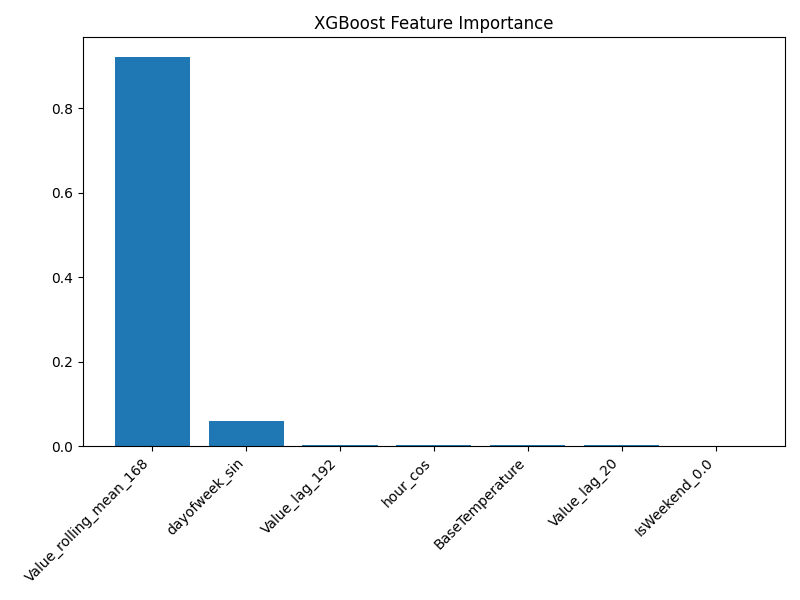 XGBoost Feature Importance
0.8
0.6
0.4
0.2
0.0
Value_rolling_mean_168
dayofweek_sin
Value_lag_192
hour_cos
BaseTemperature
Value_lag_20
IsWeekend_0.0